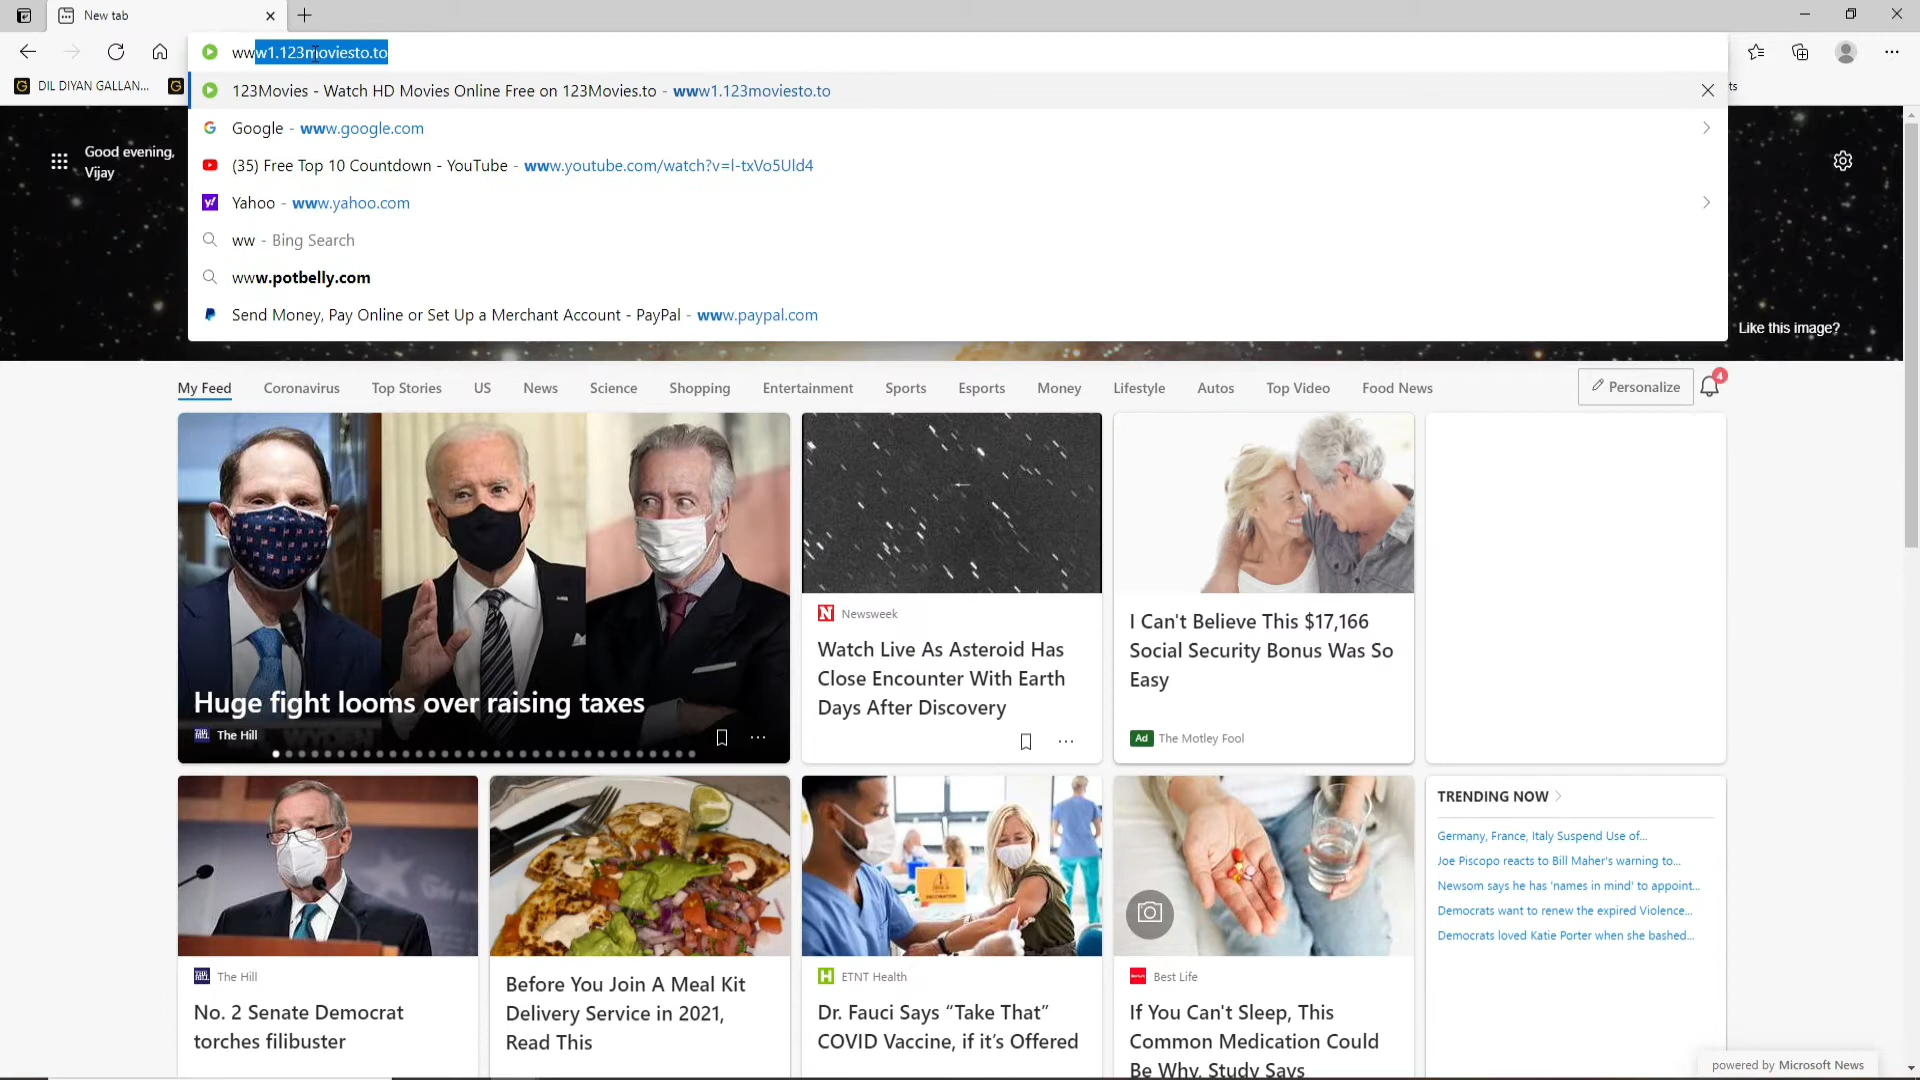 New tab
www1.123moviesto.to
DIL DIYAN GALLAN...
ts
123Movies - Watch HD Movies Online Free on 123Movies.to - www1.123moviesto.to
Google - www.google.com
(35) Free Top 10 Countdown - YouTube - www.youtube.com/watch?v=l-txVo5Uld4
Yahoo - www.yahoo.com
ww - Bing Search
www.potbelly.com
Send Money, Pay Online or Set Up a Merchant Account - PayPal - www.paypal.com
Good evening,
Vijay
Like this image?
My Feed Coronavirus Top Stories US News Science Shopping Entertainment Sports Esports Money Lifestyle Autos Top Video Food News
Personalize
4
Huge fight looms over raising taxes
The Hill
Newsweek
Watch Live As Asteroid Has
Close Encounter With Earth
Days After Discovery
I Can't Believe This $17,166
Social Security Bonus Was So
Easy
Ad The Motley Fool
The Hill
No. 2 Senate Democrat
torches filibuster
Before You Join A Meal Kit
Delivery Service in 2021,
Read This
ETNT Health
Dr. Fauci Says “Take That”
COVID Vaccine, if it’s Offered
Best Life
If You Can't Sleep, This
Common Medication Could
Be Why, Study Says
TRENDING NOW
Germany, France, Italy Suspend Use of...
Joe Piscopo reacts to Bill Maher's warning to...
Newsom says he has 'names in mind' to appoint...
Democrats want to renew the expired Violence...
Democrats loved Katie Porter when she bashed...
powered by Microsoft News